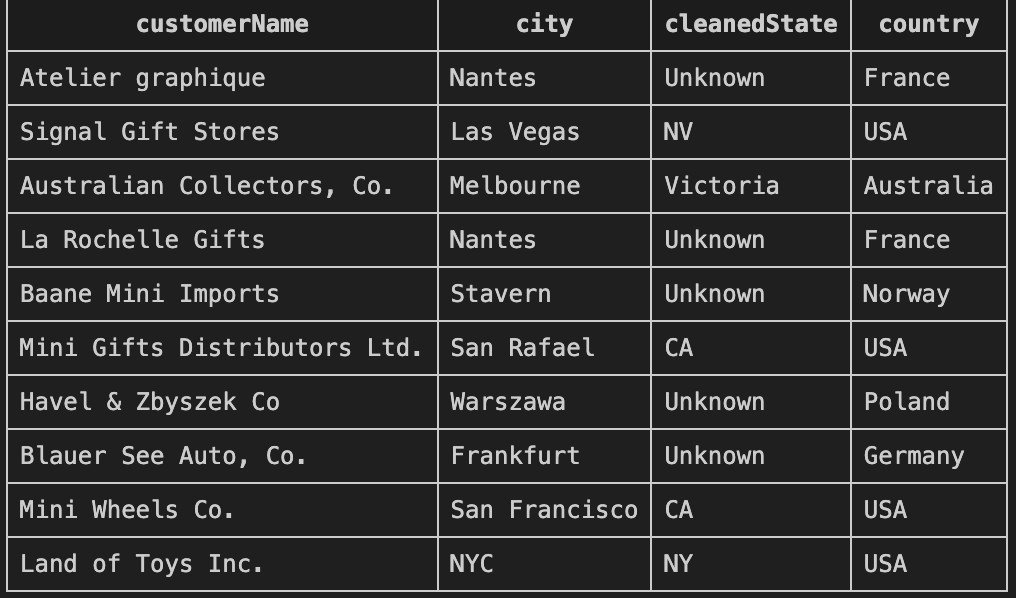 customerName city cleanedState country
Atelier graphique Nantes Unknown France
Signal Gift Stores Las Vegas NV USA
Australian Collectors, Co. Melbourne Victoria Australia
La Rochelle Gifts Nantes Unknown France
Baane Mini Imports Stavern Unknown Norway
Mini Gifts Distributors Ltd. San Rafael CA USA
Havel & Zbyszek Co Warszawa Unknown Poland
Blauer See Auto, Co. Frankfurt Unknown Germany
Mini Wheels Co. San Francisco CA USA
Land of Toys Inc. NYC NY USA